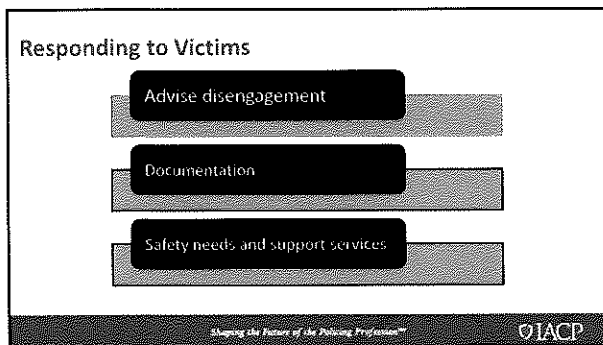 Responding to Victims
Advise disengagement
Documentation
Safety needs and support services
Shaping the Future of the Policing Profession™
IACP